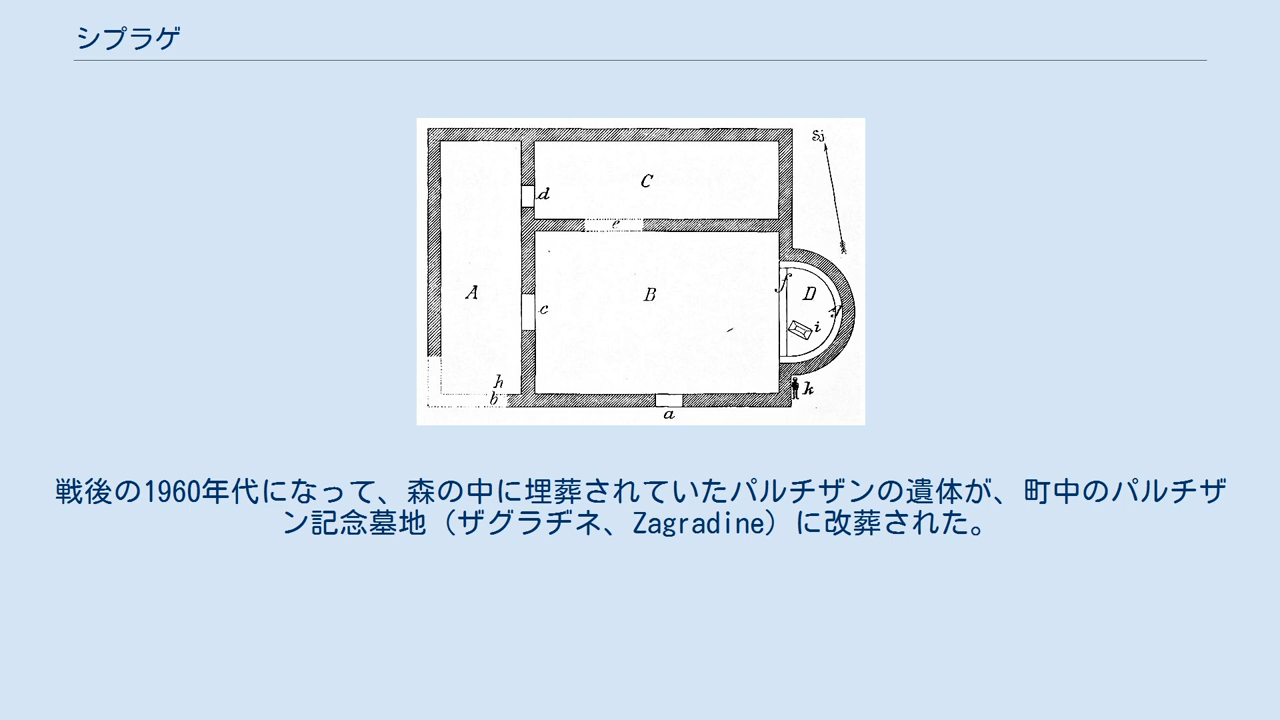 シプラゲ
Sj
C
d
e
A
B
c
f
D
g
i
h
b
k
a
戦後の1960年代になって、森の中に埋葬されていたパルチザンの遺体が、町中のパルチザ
ン記念墓地（ザグラヂネ、Zagradine）に改葬された。